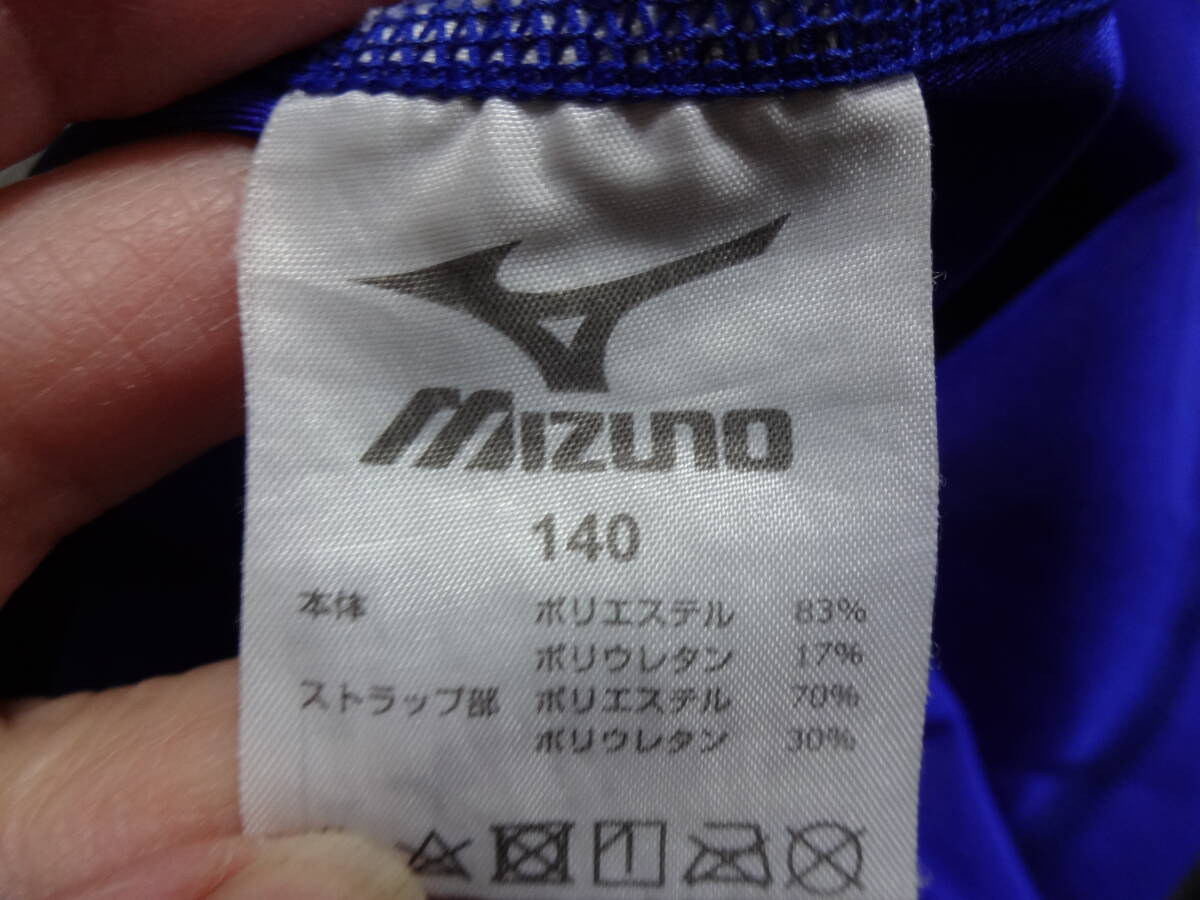 MIZUNO
140
本体 ポリエステル 83%
ポリウレタン 17%
ストラップ部 ポリエステル 70%
ポリウレタン 30%